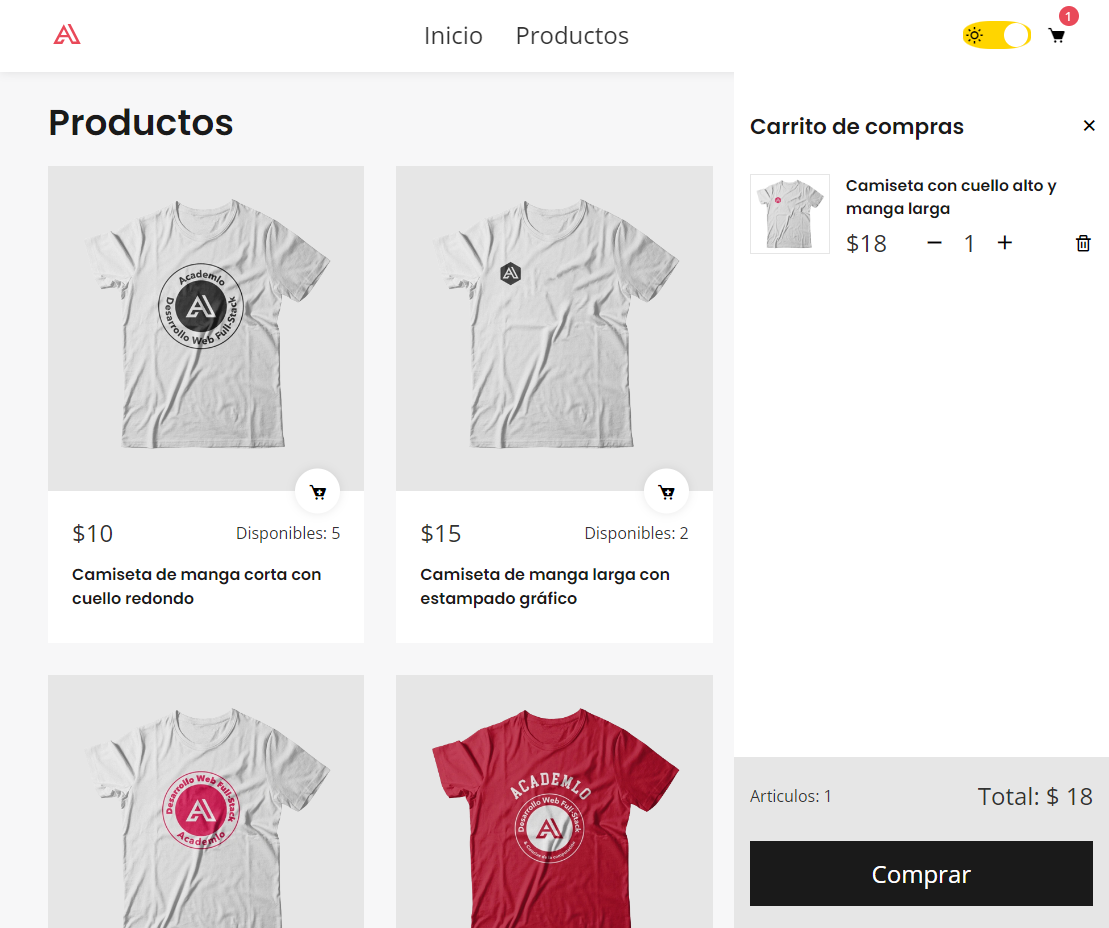 Inicio
Productos
1
Productos
Academlo
Desarrollo Web Full-Stack
$10
Disponibles: 5
Camiseta de manga corta con
cuello redondo
$15
Disponibles: 2
Camiseta de manga larga con
estampado gráfico
Desarrollo Web Full-Stack
Academlo
ACADEMLO
Desarrollo Web Full-Stack
Carrito de compras
Camiseta con cuello alto y
manga larga
$18
1
Articulos: 1
Total: $ 18
Comprar